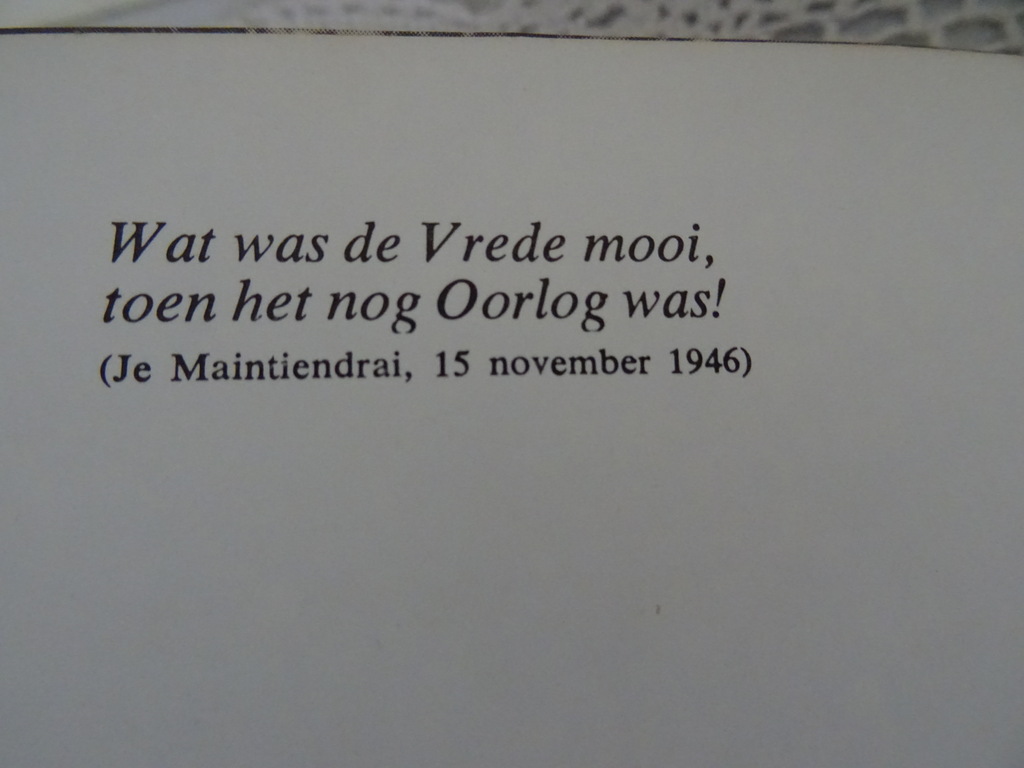 Wat was de Vrede mooi,
toen het nog Oorlog was!
(Je Maintiendrai, 15 november 1946)